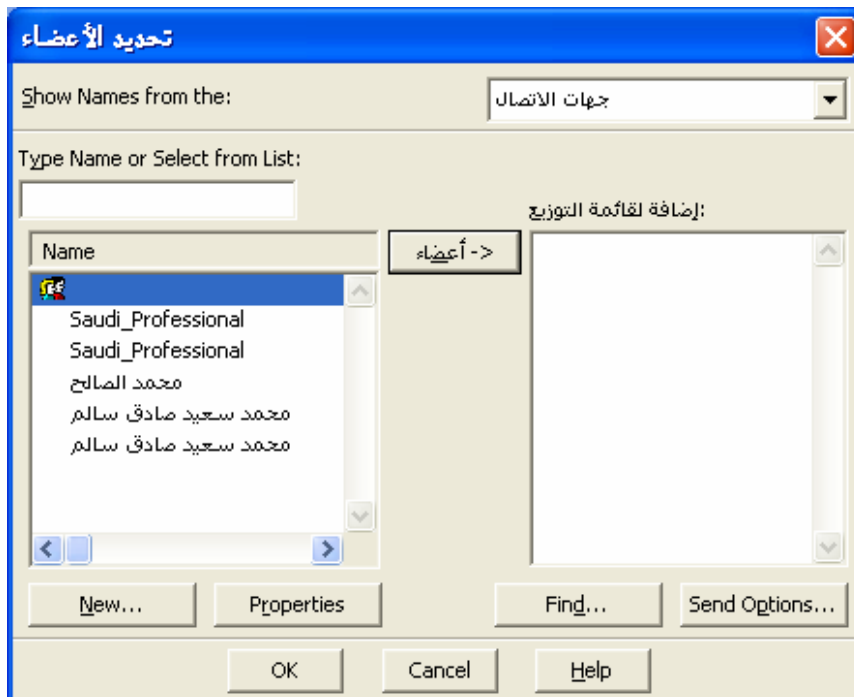 تحديد الأعضاء
Show Names from the:
جهات الاتصال
Type Name or Select from List:
إضافة لقائمة التوزيع:
Name
أعضاء ->
Saudi_Professional
Saudi_Professional
محمد الصالح
محمد سعيد صادق سالم
محمد سعيد صادق سالم
New...
Properties
Find...
Send Options...
OK
Cancel
Help